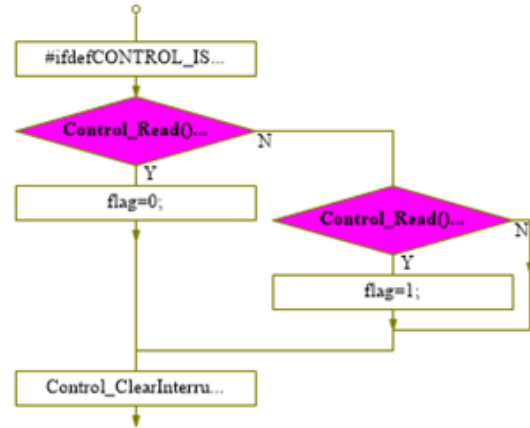 #ifdefCONTROL_IS...
Control_Read()...
N
Y
flag=0;
Control_Read()...
N
Y
flag=1;
Control_ClearInterru...